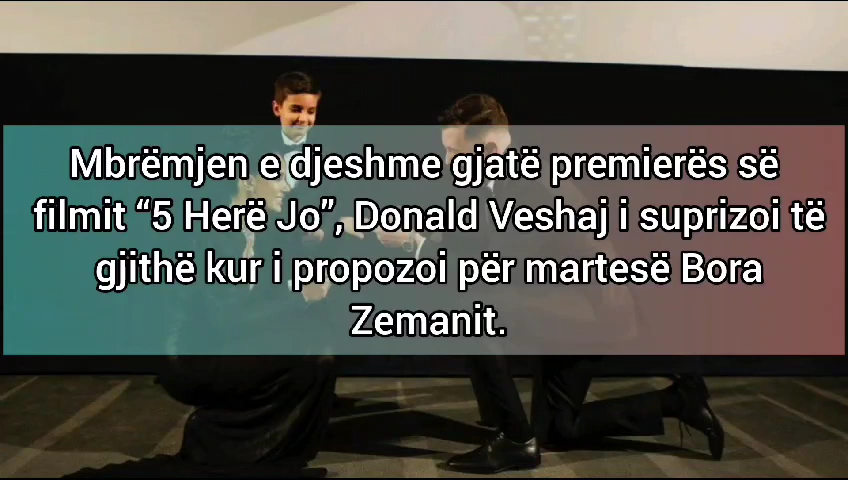 Mbrëmjen e djeshme gjatë premierës së
filmit “5 Herë Jo”, Donald Veshaj i suprizoi të
gjithë kur i propozoi për martesë Bora
Zemanit.